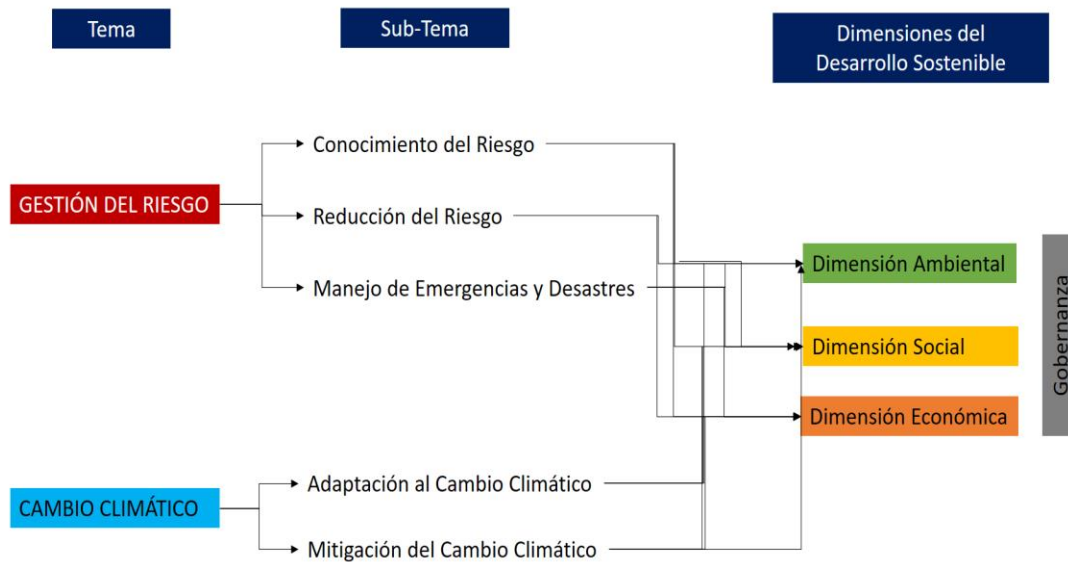 Tema
Sub-Tema
Dimensiones del
Desarrollo Sostenible
Conocimiento del Riesgo
GESTIÓN DEL RIESGO
Reducción del Riesgo
Manejo de Emergencias y Desastres
Dimensión Ambiental
Dimensión Social
Dimensión Económica
Gobernanza
Adaptación al Cambio Climático
CAMBIO CLIMÁTICO
Mitigación del Cambio Climático